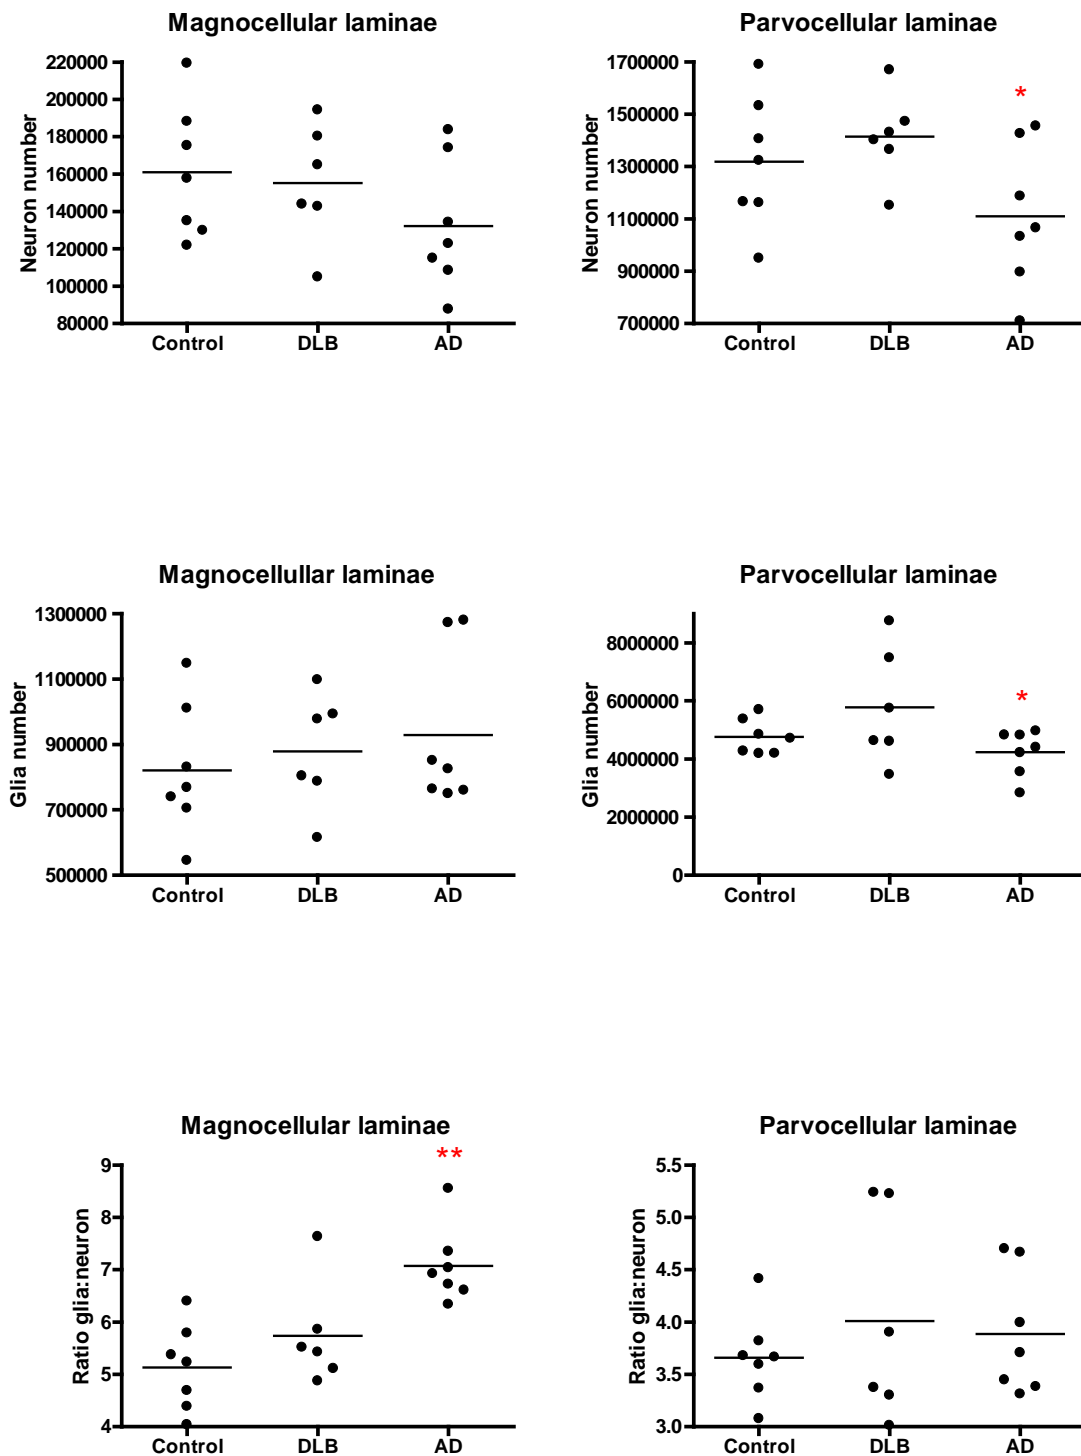 Magnocellular laminae
Neuron number
220000
200000
180000
160000
140000
120000
100000
80000
Control DLB AD
Parvocellular laminae
Neuron number
1700000
1500000
1300000
1100000
900000
700000
*
Control DLB AD
Magnocellullar laminae
Glia number
1300000
1100000
900000
700000
500000
Control DLB AD
Parvocellular laminae
Glia number
8000000
6000000
4000000
2000000
0
*
Control DLB AD
Magnocellular laminae
Ratio glia:neuron
**
9
8
7
6
5
4
Control DLB AD
Parvocellular laminae
Ratio glia:neuron
5.5
5.0
4.5
4.0
3.5
3.0
Control DLB AD